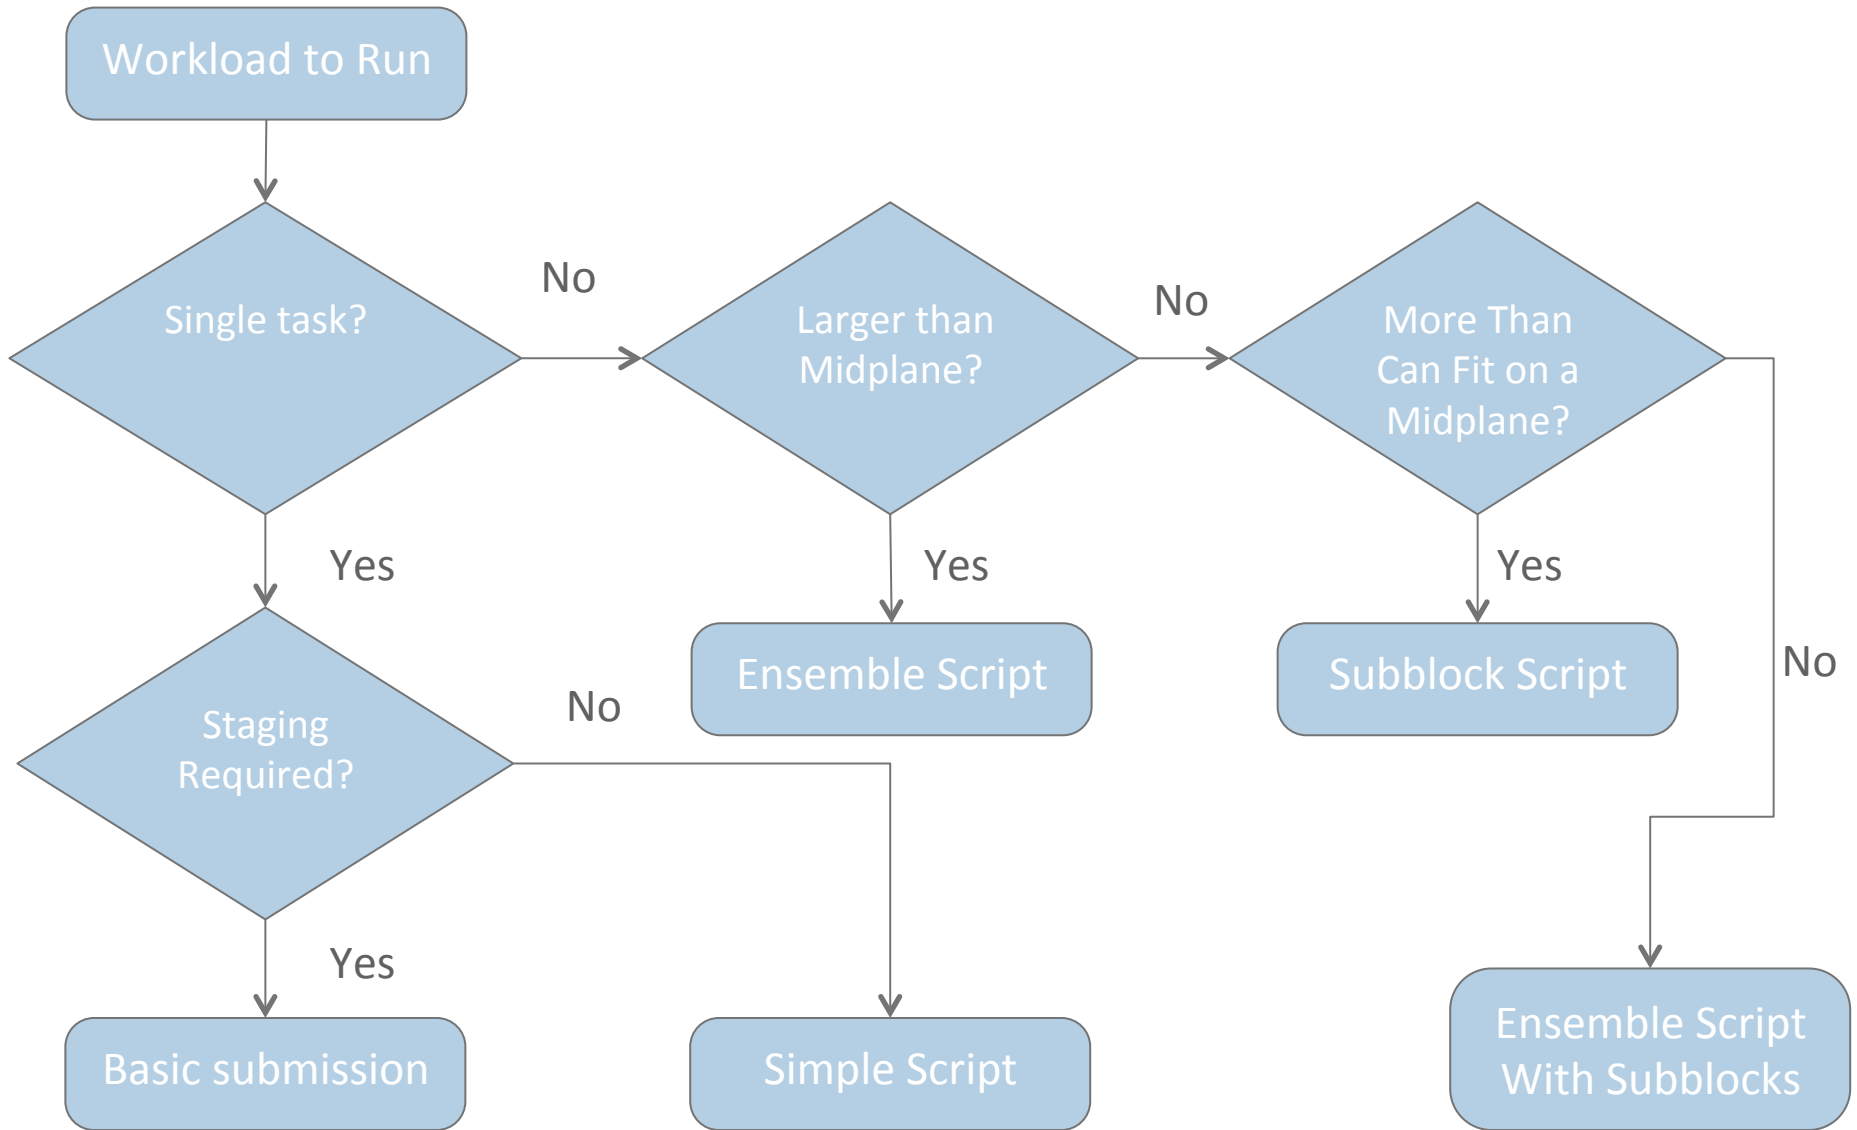 Workload to Run
Single task?
No
Larger than
Midplane?
No
More Than
Can Fit on a
Midplane?
Yes
Yes
Yes
Ensemble Script
Subblock Script
No
Staging
Required?
No
Yes
Basic submission
Simple Script
Ensemble Script
With Subblocks